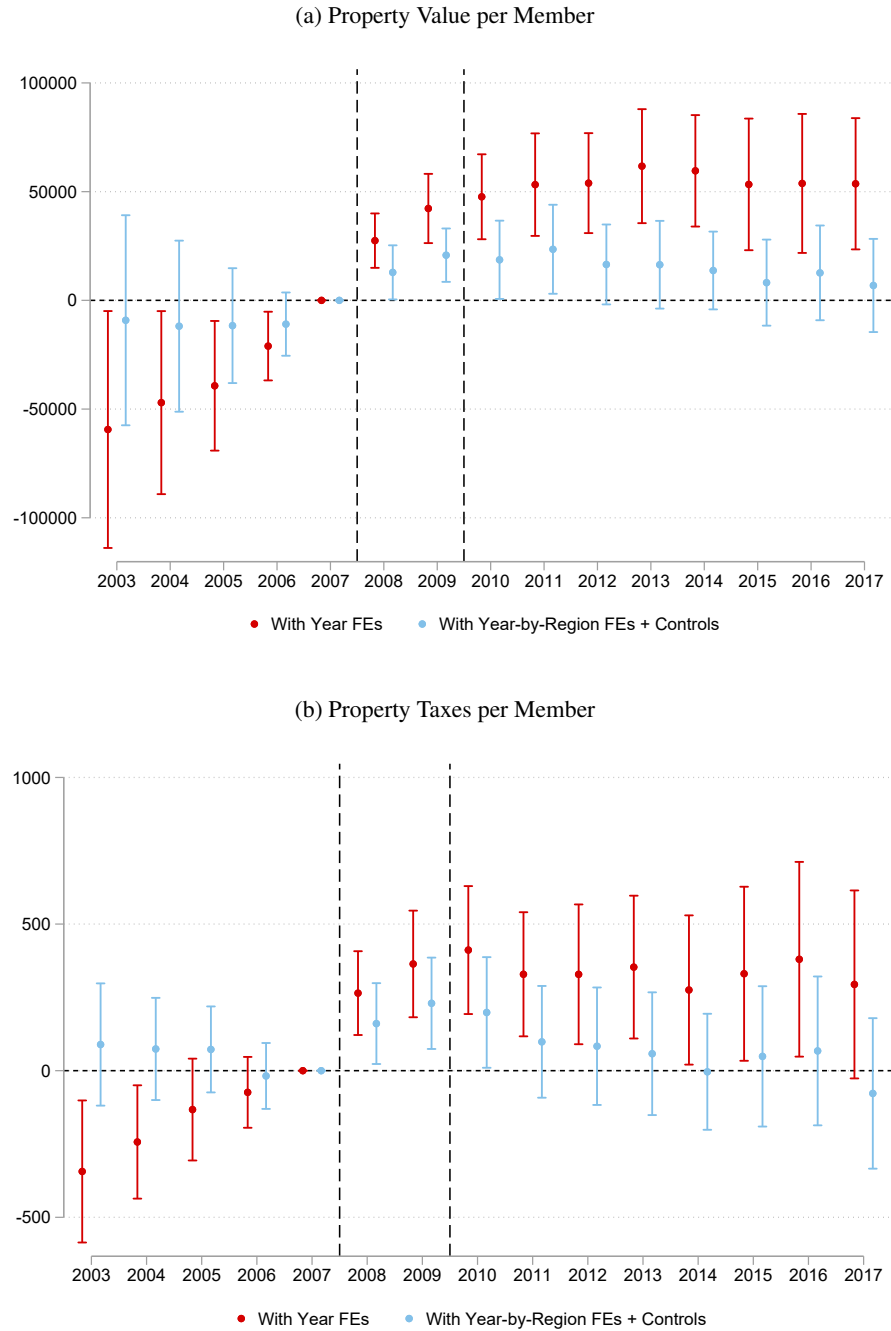 (a) Property Value per Member
100000
50000
0
-50000
-100000
2003 2004 2005 2006 2007 2008 2009 2010 2011 2012 2013 2014 2015 2016 2017
With Year FEs With Year-by-Region FEs + Controls
(b) Property Taxes per Member
1000
500
0
-500
2003 2004 2005 2006 2007 2008 2009 2010 2011 2012 2013 2014 2015 2016 2017
With Year FEs With Year-by-Region FEs + Controls